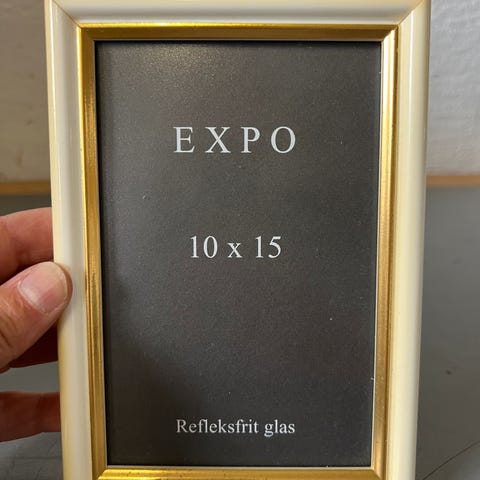 EXPO
10 x 15
Refleksfrit glas